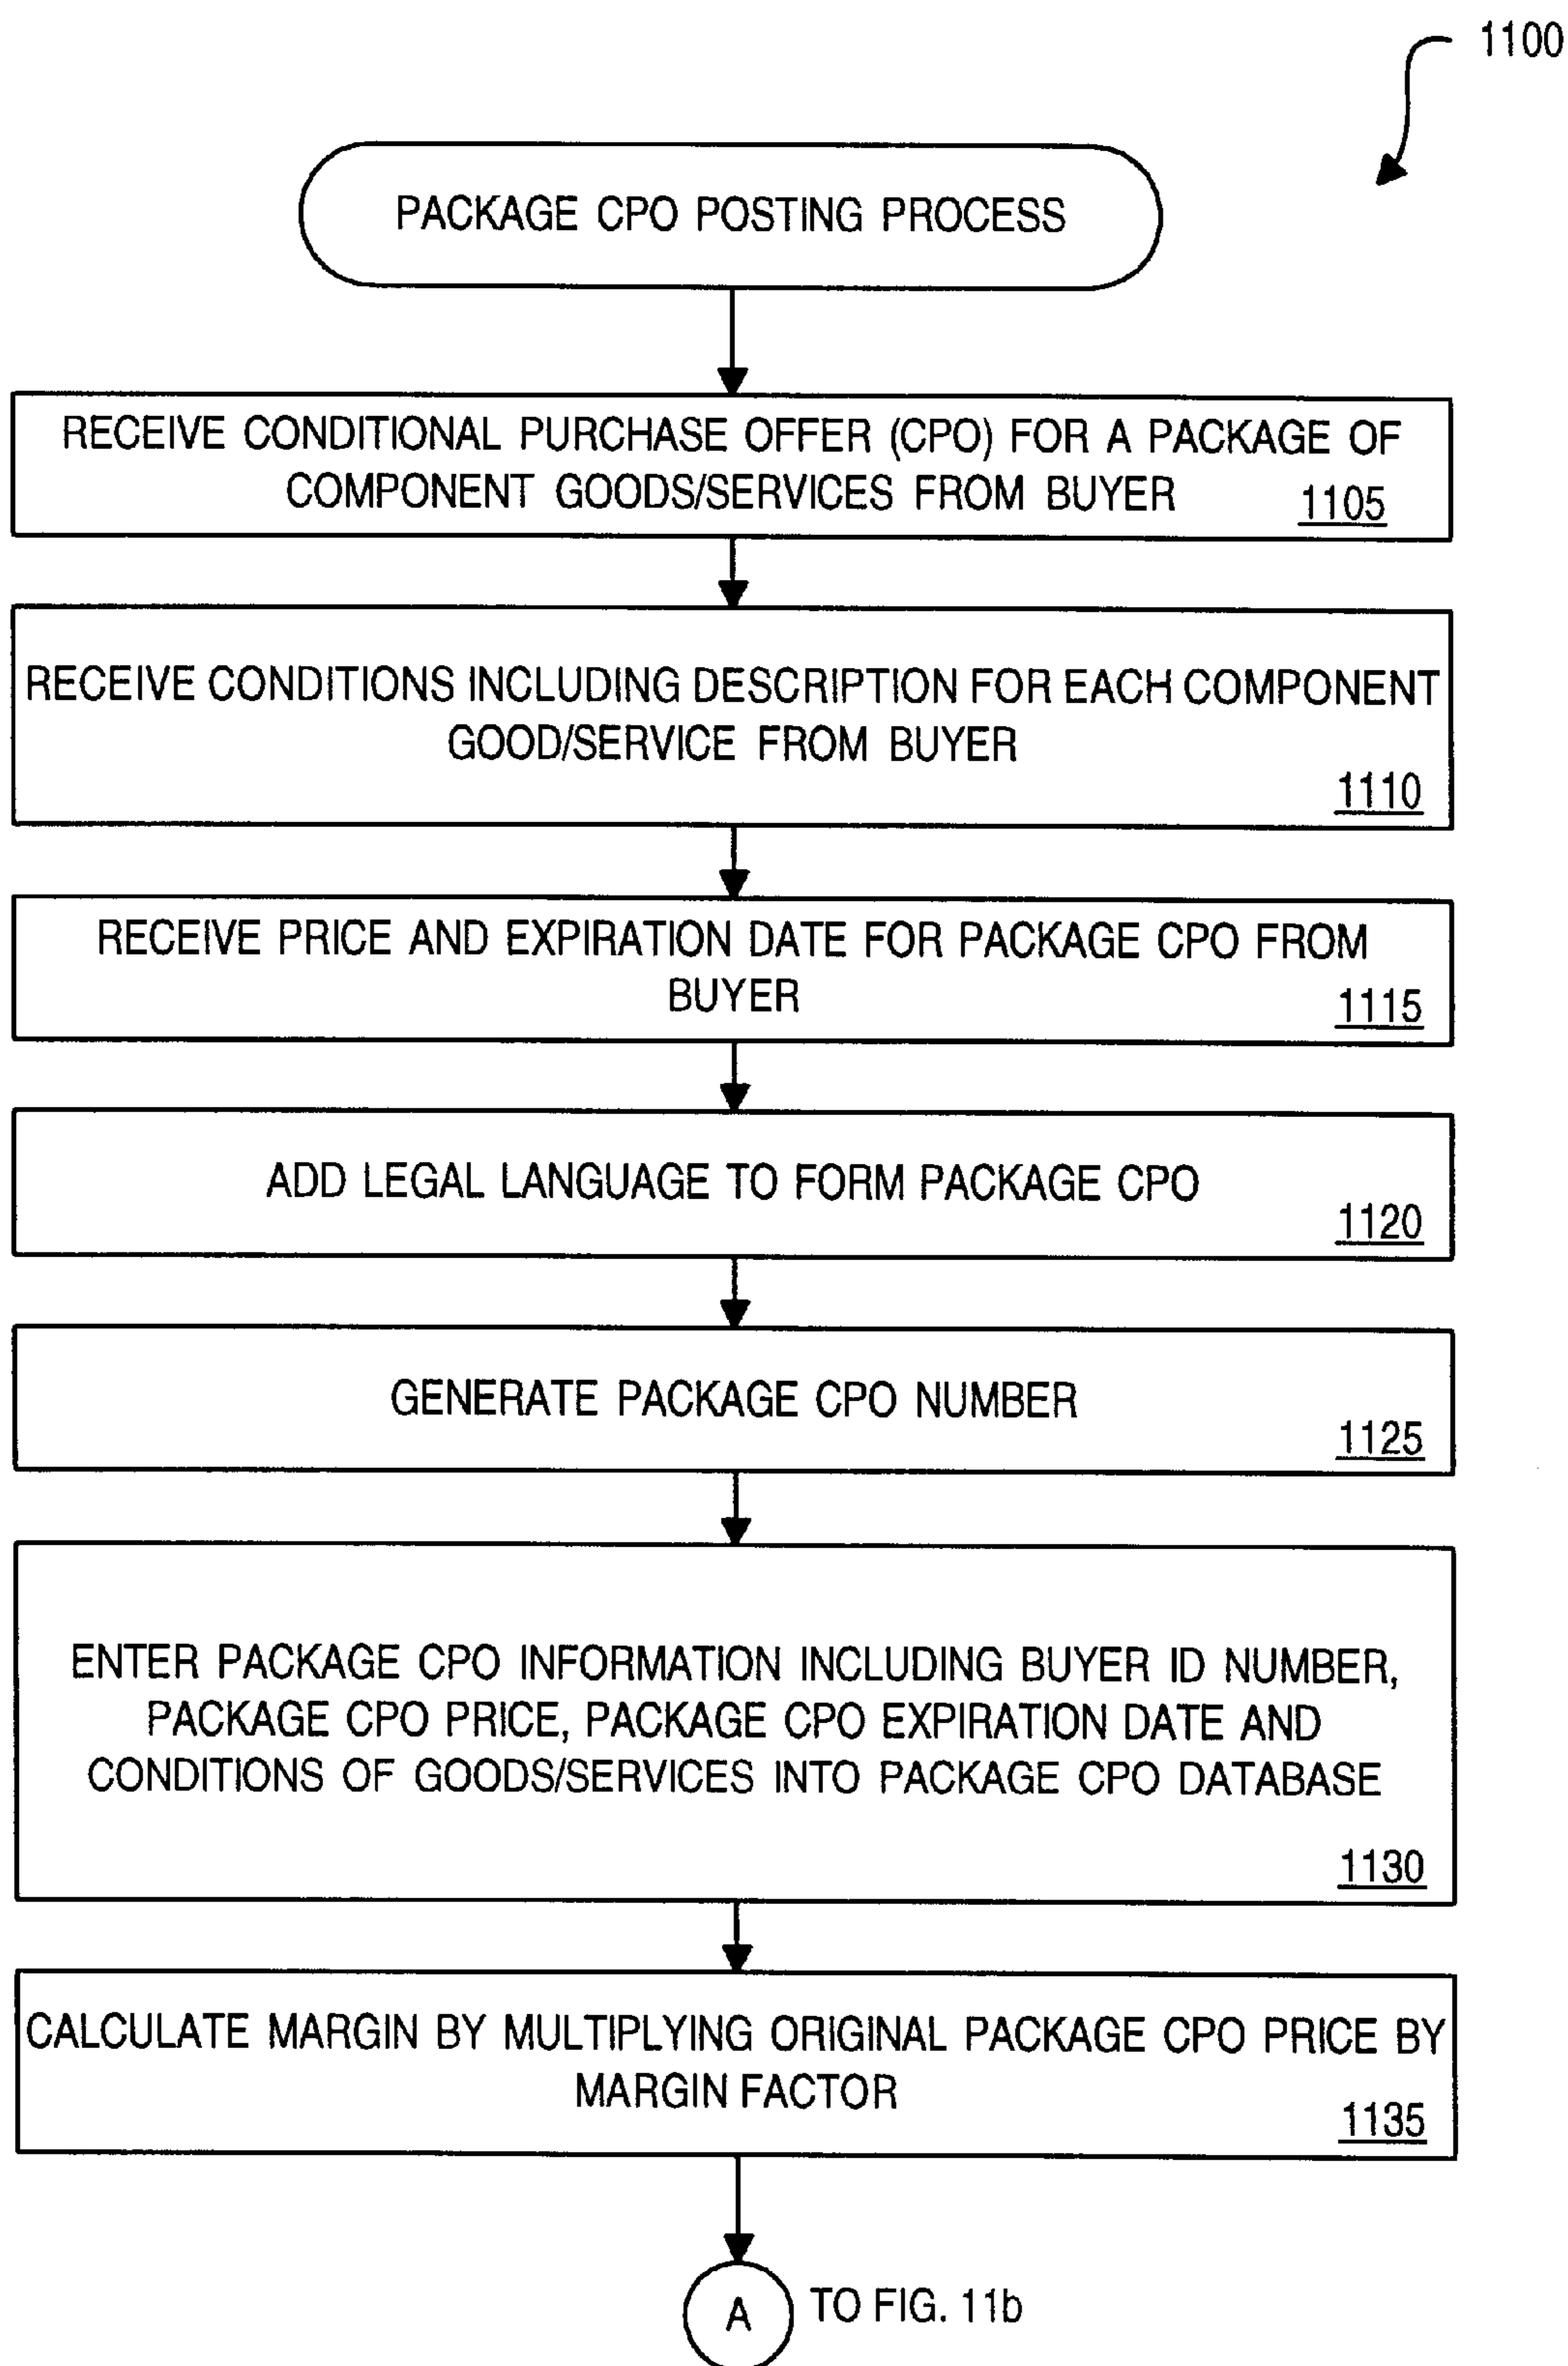 1100
PACKAGE CPO POSTING PROCESS
RECEIVE CONDITIONAL PURCHASE OFFER (CPO) FOR A PACKAGE OF
COMPONENT GOODS/SERVICES FROM BUYER
1105
RECEIVE CONDITIONS INCLUDING DESCRIPTION FOR EACH COMPONENT
GOOD/SERVICE FROM BUYER
1110
RECEIVE PRICE AND EXPIRATION DATE FOR PACKAGE CPO FROM
BUYER
1115
ADD LEGAL LANGUAGE TO FORM PACKAGE CPO
1120
GENERATE PACKAGE CPO NUMBER
1125
ENTER PACKAGE CPO INFORMATION INCLUDING BUYER ID NUMBER,
PACKAGE CPO PRICE, PACKAGE CPO EXPIRATION DATE AND
CONDITIONS OF GOODS/SERVICES INTO PACKAGE CPO DATABASE
1130
CALCULATE MARGIN BY MULTIPLYING ORIGINAL PACKAGE CPO PRICE BY
MARGIN FACTOR
1135
A TO FIG. 11b